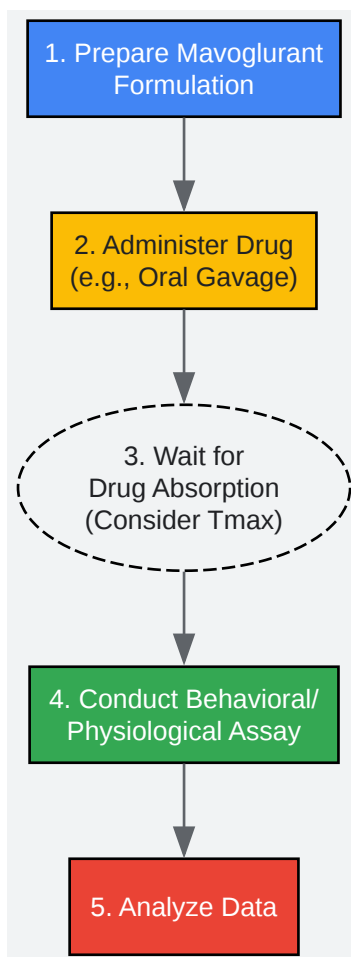 1. Prepare Mavoglurant
Formulation
2. Administer Drug
(e.g., Oral Gavage)
3. Wait for
Drug Absorption
(Consider Tmax)
4. Conduct Behavioral/
Physiological Assay
5. Analyze Data